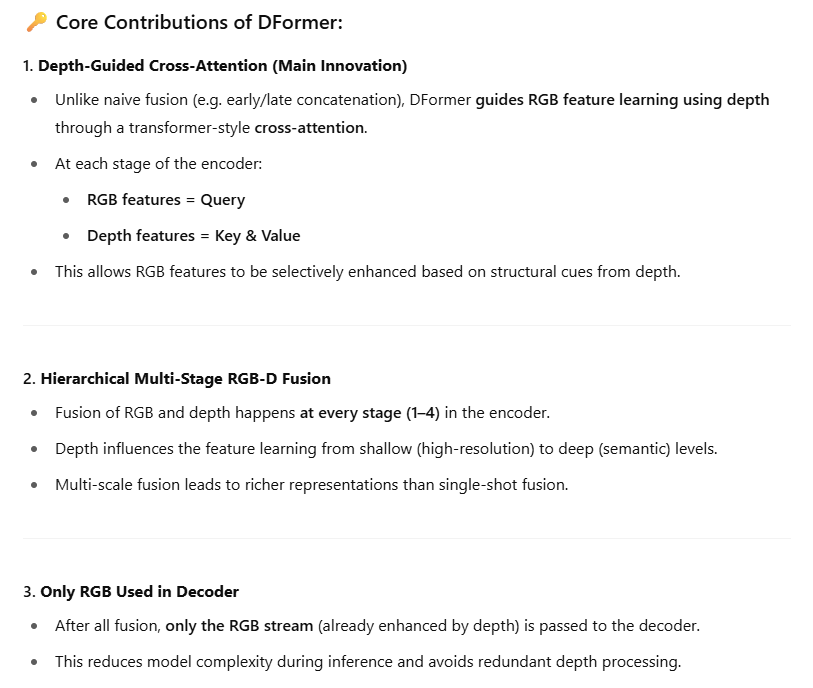 🔑 Core Contributions of DFormer:
1. Depth-Guided Cross-Attention (Main Innovation)
• Unlike naive fusion (e.g. early/late concatenation), DFormer guides RGB feature learning using depth
through a transformer-style cross-attention.
• At each stage of the encoder:
• RGB features = Query
• Depth features = Key & Value
• This allows RGB features to be selectively enhanced based on structural cues from depth.
2. Hierarchical Multi-Stage RGB-D Fusion
• Fusion of RGB and depth happens at every stage (1–4) in the encoder.
• Depth influences the feature learning from shallow (high-resolution) to deep (semantic) levels.
• Multi-scale fusion leads to richer representations than single-shot fusion.
3. Only RGB Used in Decoder
• After all fusion, only the RGB stream (already enhanced by depth) is passed to the decoder.
• This reduces model complexity during inference and avoids redundant depth processing.